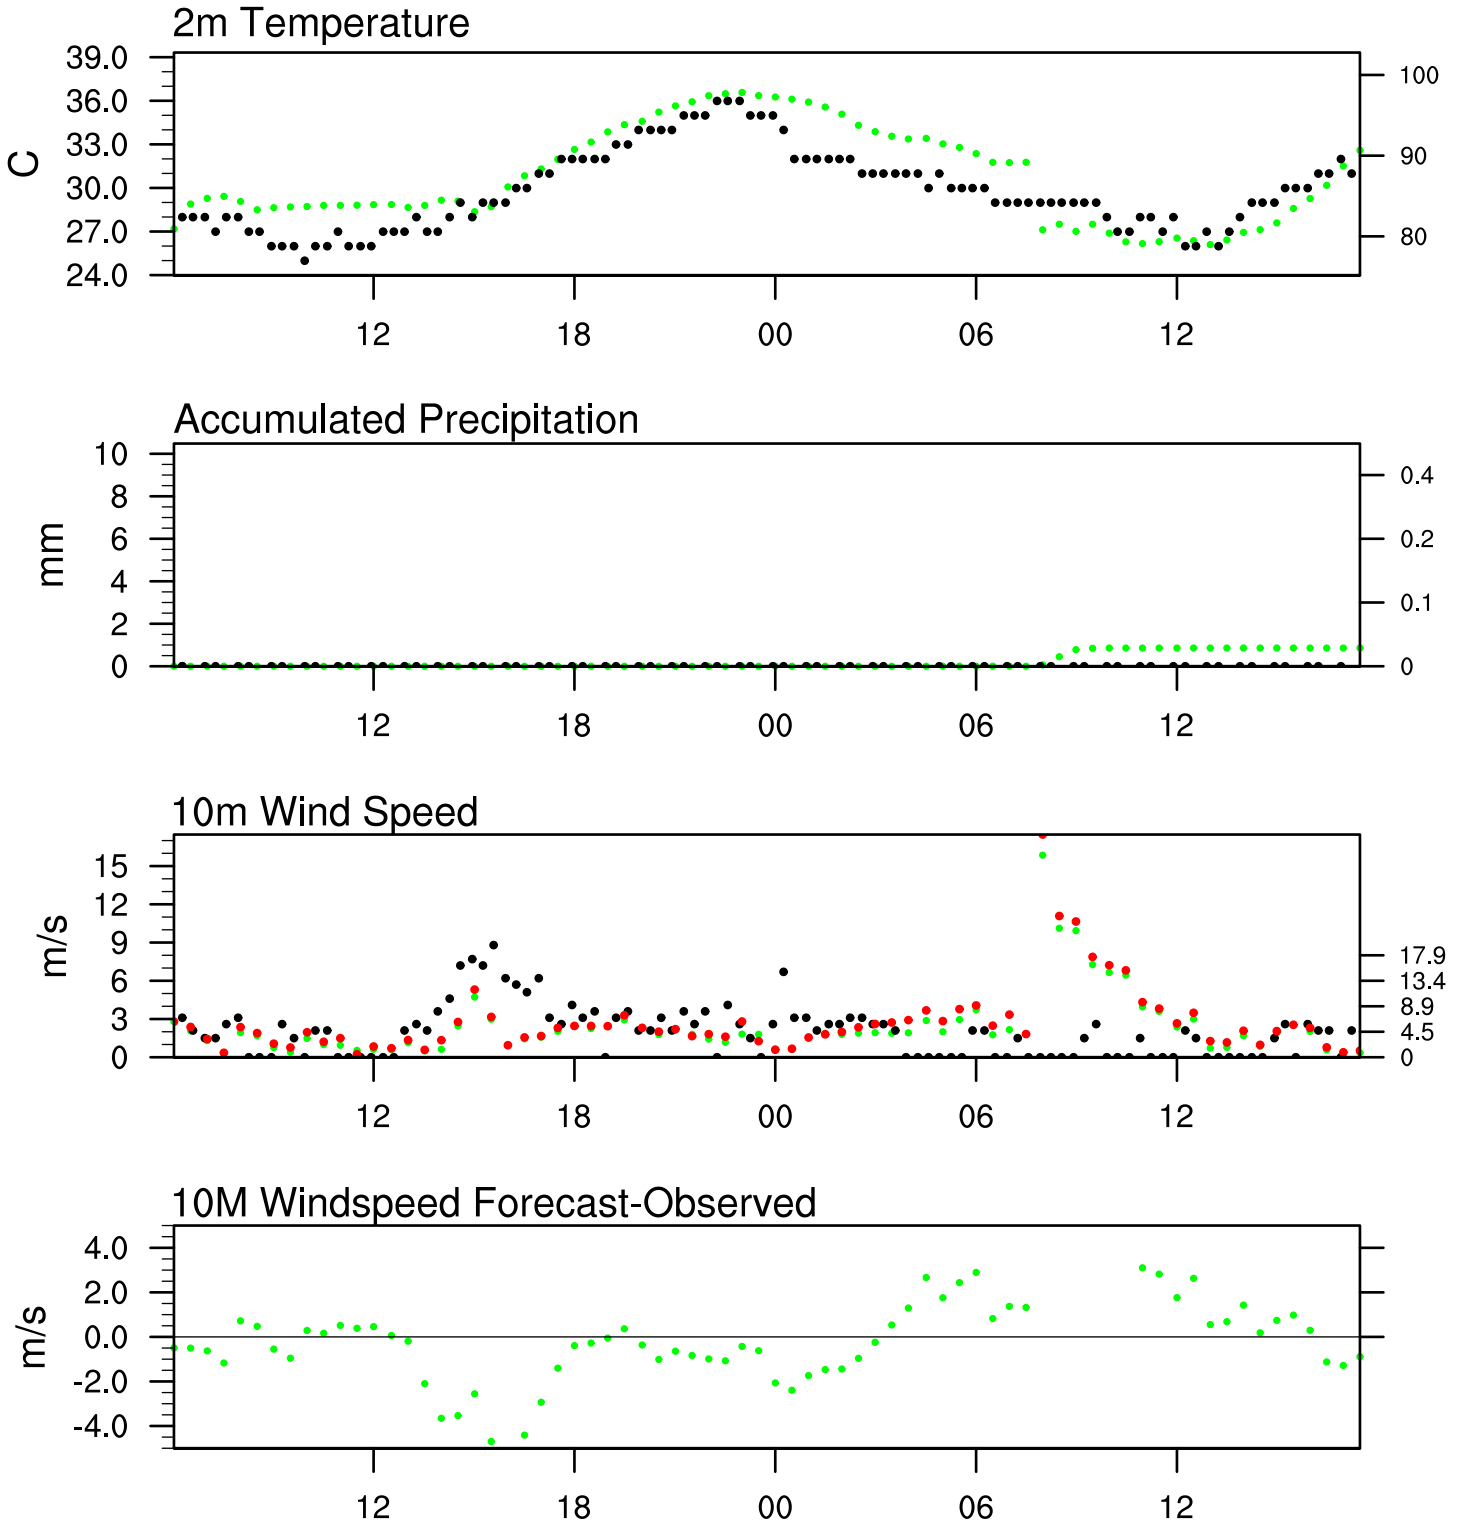 2m Temperature
39.0
36.0
33.0
30.0
27.0
24.0
C
100
90
80
12 18 00 06 12
Accumulated Precipitation
10
8
6
4
2
0
mm
0.4
0.2
0.1
0
12 18 00 06 12
10m Wind Speed
15
12
9
6
3
0
m/s
17.9
13.4
8.9
4.5
0
12 18 00 06 12
10M Windspeed Forecast-Observed
4.0
2.0
0.0
-2.0
-4.0
m/s
12 18 00 06 12